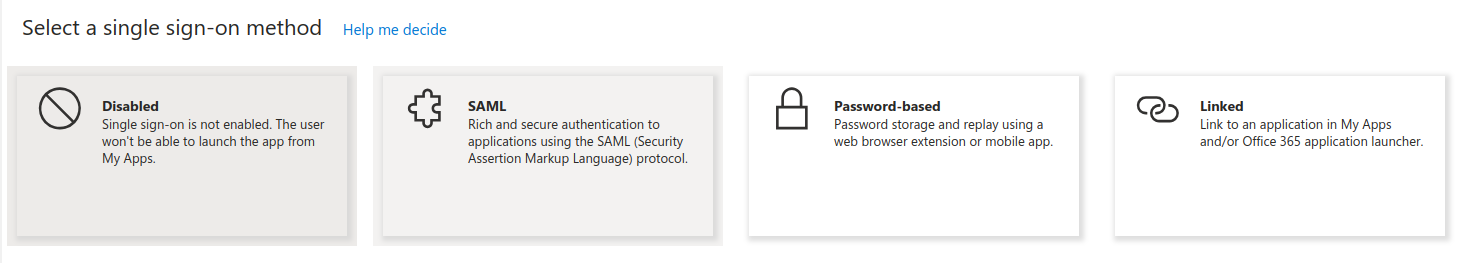 Select a single sign-on method Help me decide
Disabled
Single sign-on is not enabled. The user
won't be able to launch the app from
My Apps.
SAML
Rich and secure authentication to
applications using the SAML (Security
Assertion Markup Language) protocol.
Password-based
Password storage and replay using a
web browser extension or mobile app.
Linked
Link to an application in My Apps
and/or Office 365 application launcher.